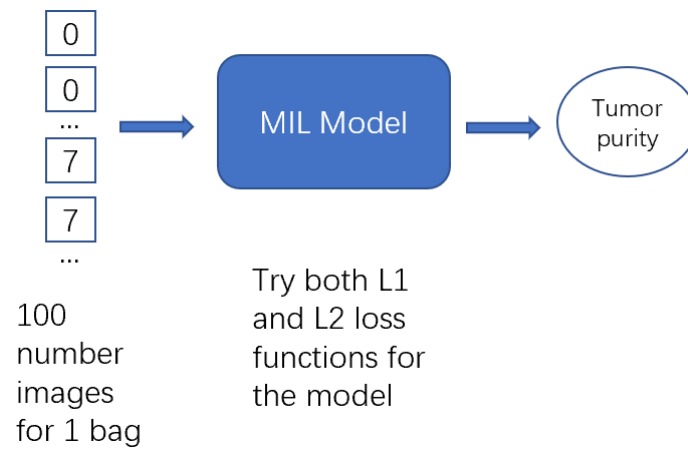 0
0
...
7
7
...
MIL Model
Tumor
purity
100
number
images
for 1 bag
Try both L1
and L2 loss
functions for
the model